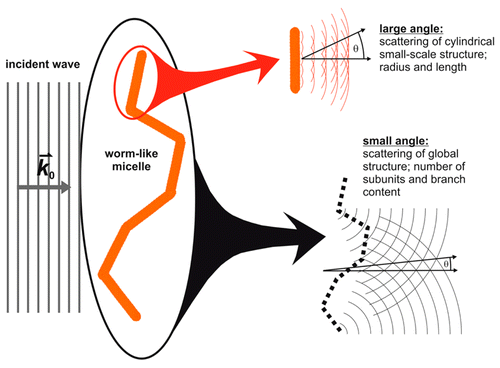 large angle:
scattering of cylindrical
small-scale structure;
radius and length
θ
incident wave
k₀
worm-like
micelle
small angle:
scattering of global
structure; number of
subunits and branch
content
θ